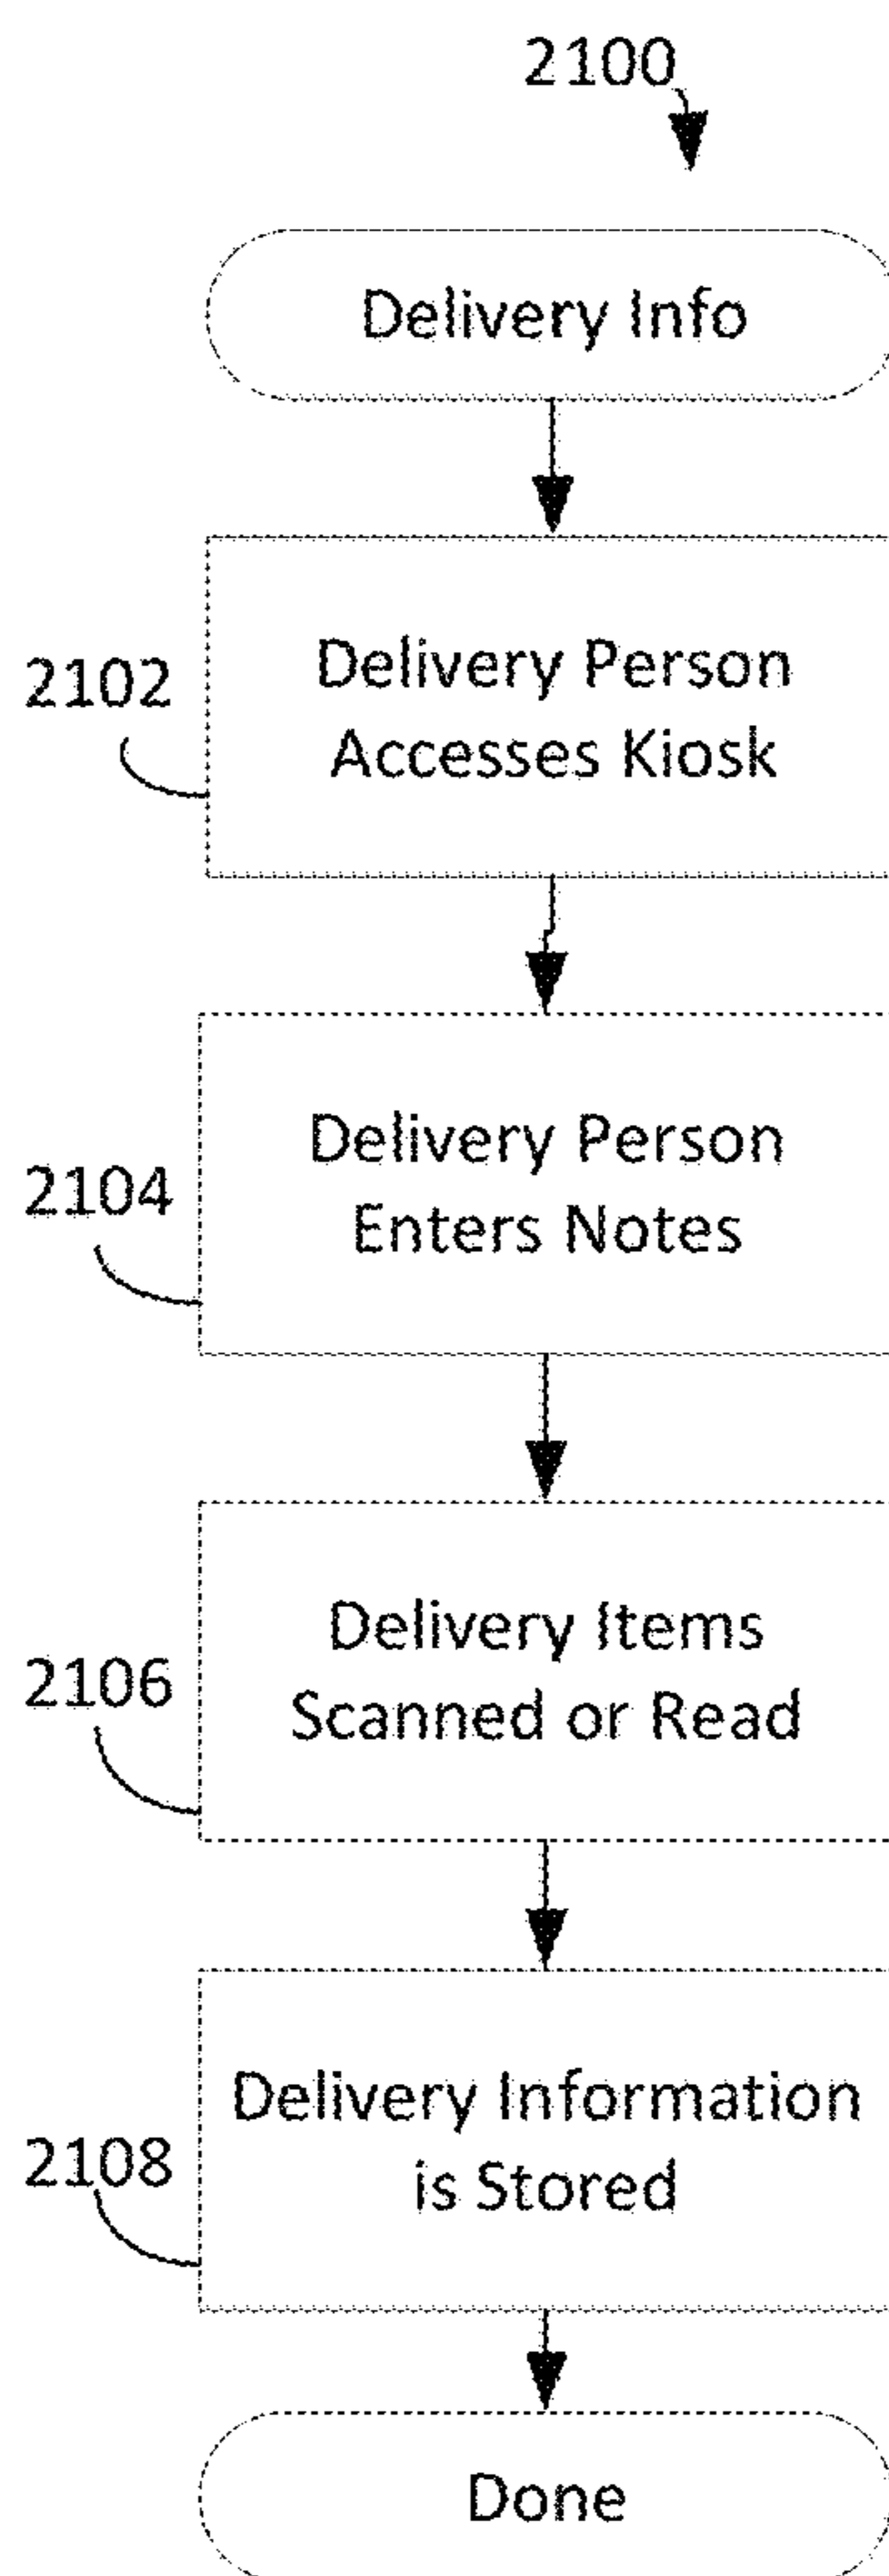 2100
Delivery Info
2102
Delivery Person
Accesses Kiosk
2104
Delivery Person
Enters Notes
2106
Delivery Items
Scanned or Read
2108
Delivery Information
is Stored
Done